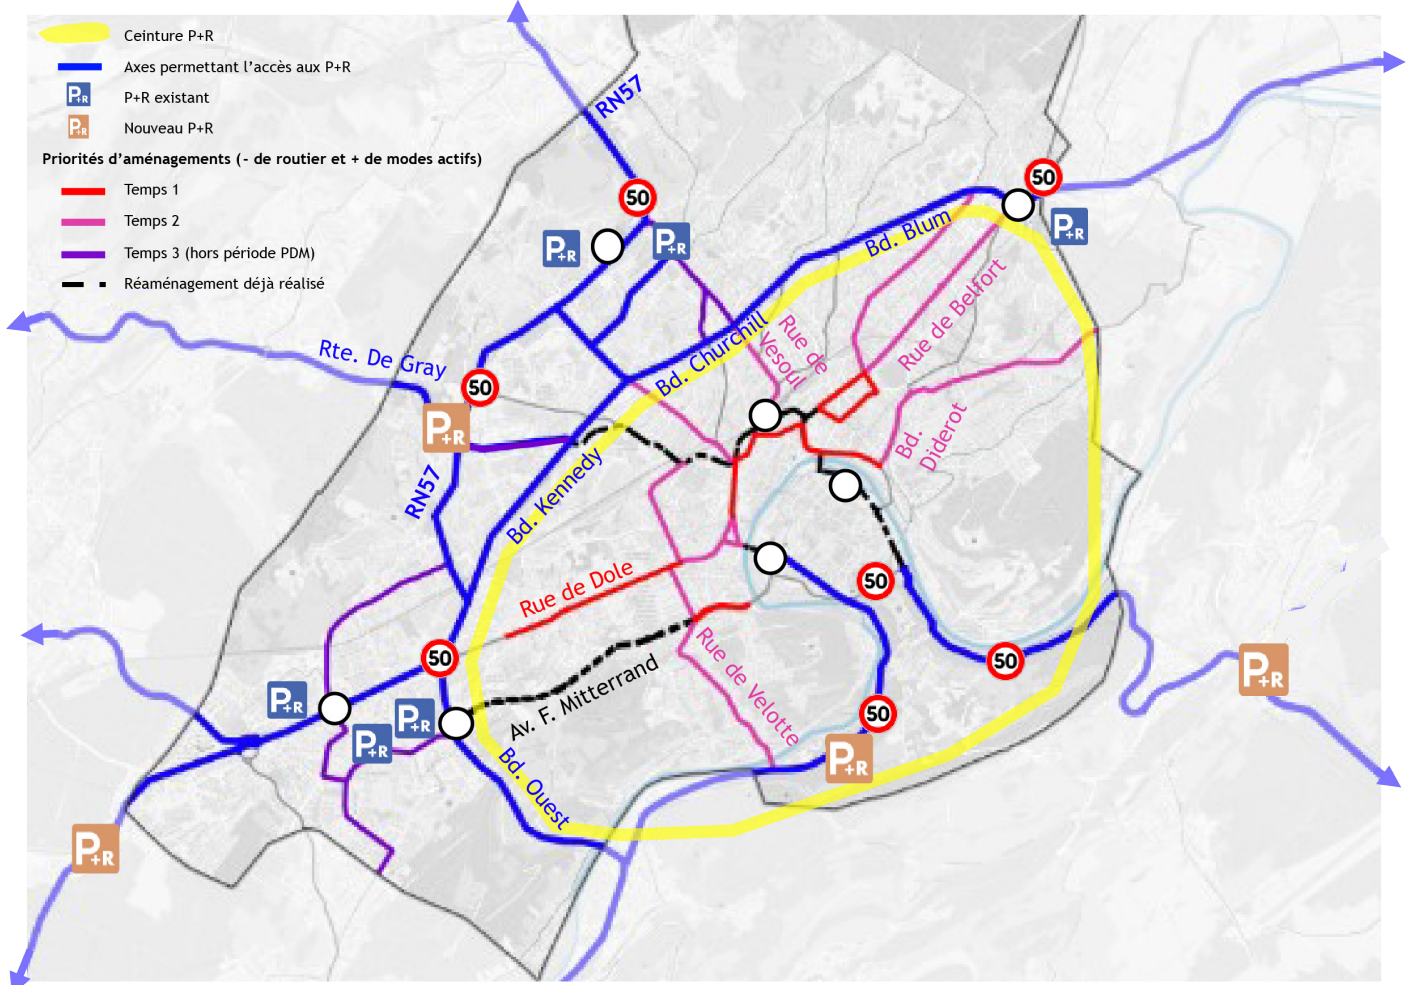 Ceinture P+R
Axes permettant l'accès aux P+R
P+R P+R existant
P+R Nouveau P+R
Priorités d'aménagements (- de routier et + de modes actifs)
Temps 1
Temps 2
Temps 3 (hors période PDM)
Réaménagement déjà réalisé
RN57
50
50
P+R
P+R
P+R
Bd. Blum
Rue de Belfort
Rte. De Gray
Bd. Churchill
Rue de
Vesoul
50
P+R
Bd.
Diderot
RN57
Bd. Kennedy
Rue de Dole
50
50
50
P+R
P+R
P+R
P+R
Av. F. Mitterrand
Rue de Velotte
50
P+R
Bd. Ouest
P+R